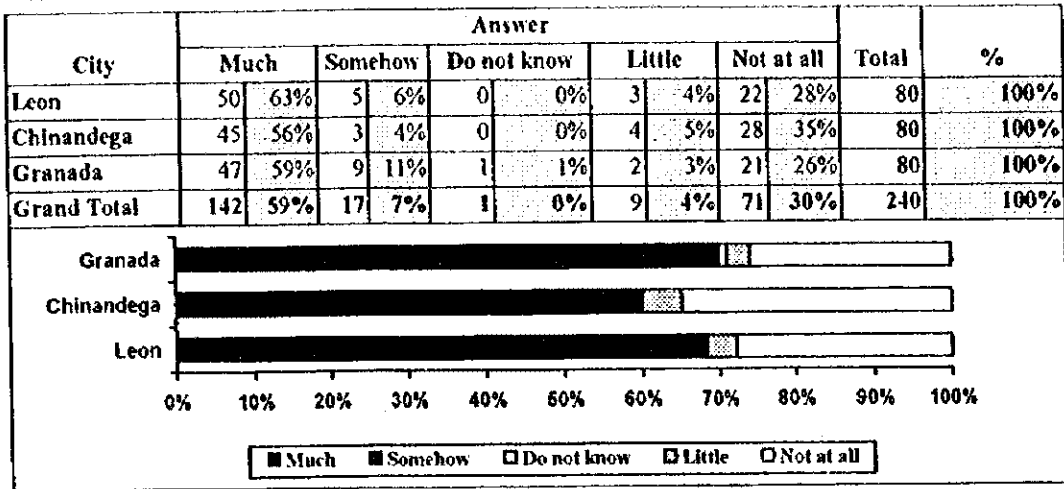 Answer
City Much Somehow Do not know Little Not at all Total %
Leon 50 63% 5 6% 0 0% 3 4% 22 28% 80 100%
Chinandega 45 56% 3 4% 0 0% 4 5% 28 35% 80 100%
Granada 47 59% 9 11% 1 1% 2 3% 21 26% 80 100%
Grand Total 142 59% 17 7% 1 0% 9 4% 71 30% 240 100%
Granada
Chinandega
Leon
0% 10% 20% 30% 40% 50% 60% 70% 80% 90% 100%
Much Somehow Do not know Little Not at all